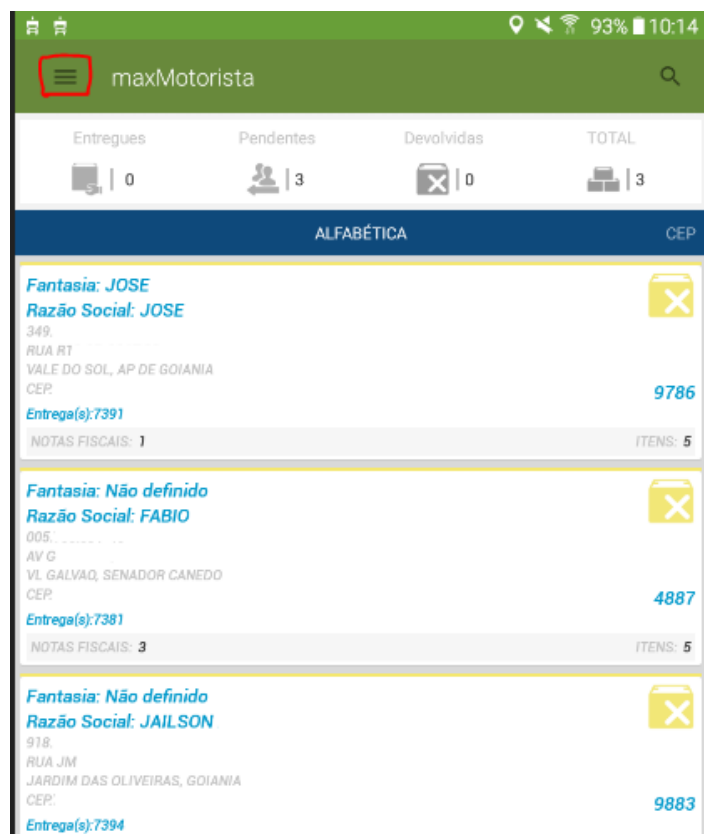 93% 10:14
maxMotorista
Entregues Pendentes Devolvidas TOTAL
0 3 0 3
ALFABÉTICA CEP
Fantasia: JOSE
Razão Social: JOSE
349.
RUA R1
VALE DO SOL, AP DE GOIANIA
CEP.
9786
Entrega(s):7391
NOTAS FISCAIS: 1 ITENS: 5
Fantasia: Não definido
Razão Social: FABIO
005.
AV G
VL GALVAO, SENADOR CANEDO
CEP.
4887
Entrega(s):7381
NOTAS FISCAIS: 3 ITENS: 5
Fantasia: Não definido
Razão Social: JAILSON
918.
RUA JM
JARDIM DAS OLIVEIRAS, GOIANIA
CEP.
9883
Entrega(s):7394